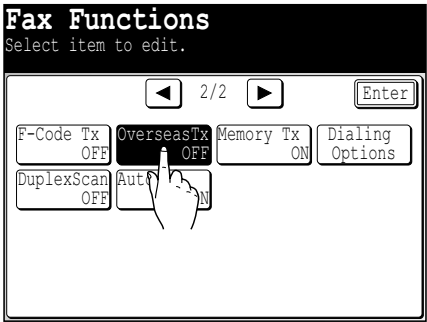 Fax Functions
Select item to edit.
2/2
Enter
F-Code Tx OverseasTx Memory Tx Dialing
OFF OFF ON Options
DuplexScan Aut
OFF N